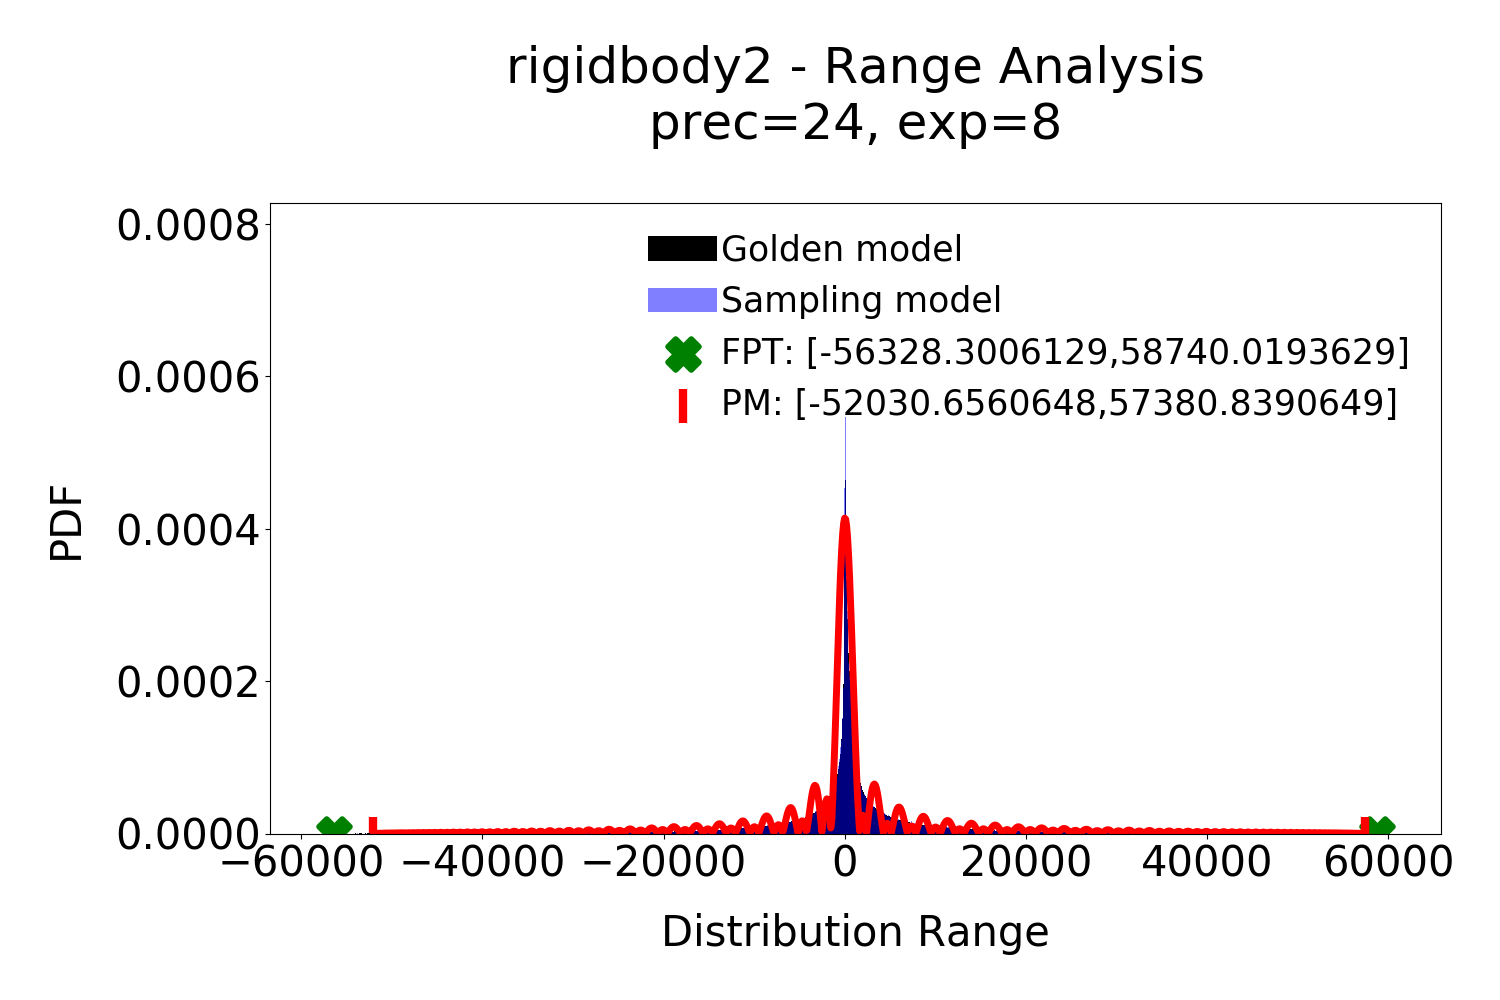 rigidbody2 - Range Analysis
prec=24, exp=8
0.0008
0.0006
0.0004
0.0002
0.0000
PDF
Golden model
Sampling model
FPT: [-56328.3006129,58740.0193629]
PM: [-52030.6560648,57380.8390649]
−60000 −40000 −20000 0 20000 40000 60000
Distribution Range